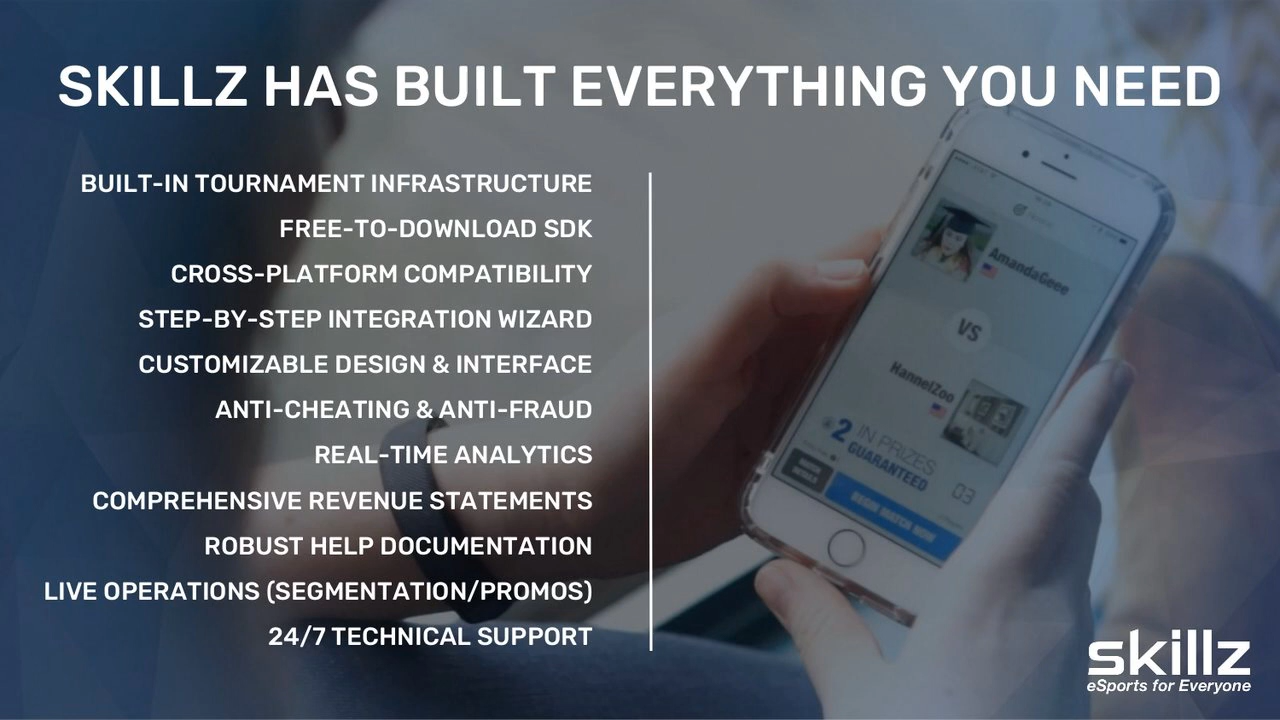 SKILLZ HAS BUILT EVERYTHING YOU NEED
BUILT-IN TOURNAMENT INFRASTRUCTURE
FREE-TO-DOWNLOAD SDK
CROSS-PLATFORM COMPATIBILITY
STEP-BY-STEP INTEGRATION WIZARD
CUSTOMIZABLE DESIGN & INTERFACE
ANTI-CHEATING & ANTI-FRAUD
REAL-TIME ANALYTICS
COMPREHENSIVE REVENUE STATEMENTS
ROBUST HELP DOCUMENTATION
LIVE OPERATIONS (SEGMENTATION/PROMOS)
24/7 TECHNICAL SUPPORT
AmandaGeee
VS
HannelZoo
$2 IN PRIZES
GUARANTEED
BEGIN MATCH NOW
skillz
eSports for Everyone